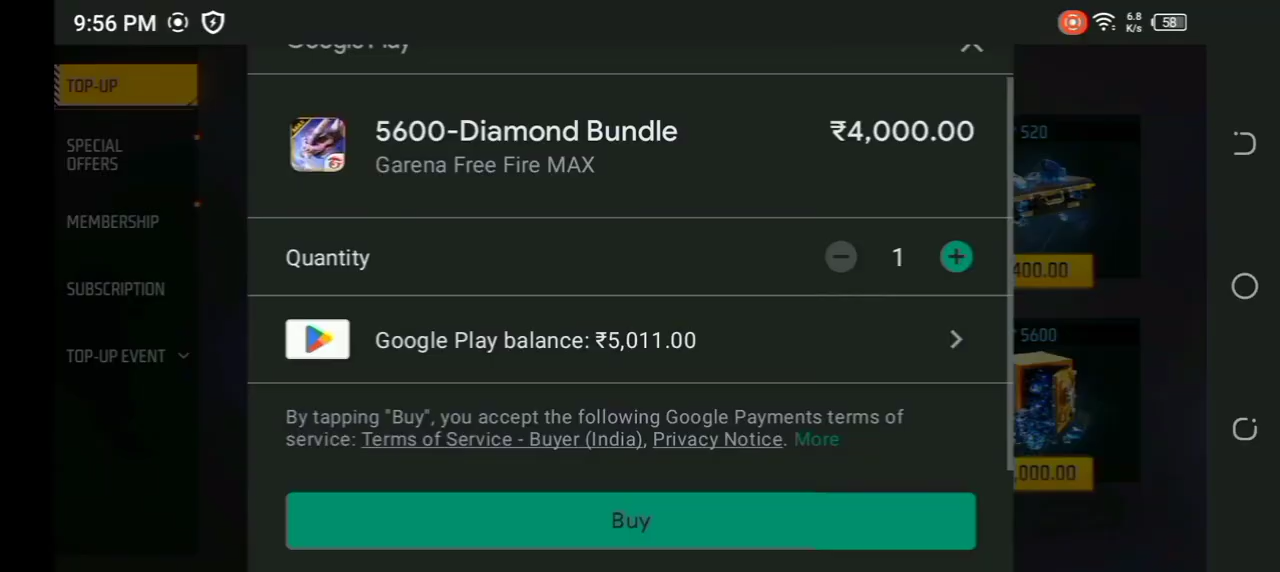 9:56 PM
6.8
K/s
58
Google Play
TOP-UP
SPECIAL
OFFERS
MEMBERSHIP
SUBSCRIPTION
TOP-UP EVENT
5600-Diamond Bundle
₹4,000.00
Garena Free Fire MAX
Quantity
1
Google Play balance: ₹5,011.00
By tapping "Buy", you accept the following Google Payments terms of
service: Terms of Service - Buyer (India), Privacy Notice. More
Buy
520
400.00
5600
,000.00